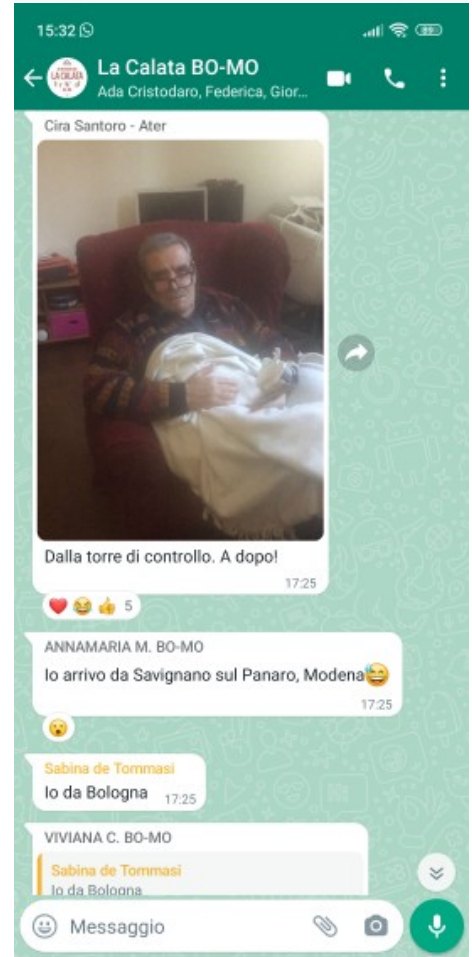 15:32
La Calata BO-MO
Ada Cristodaro, Federica, Gior...
Cira Santoro - Ater
Dalla torre di controllo. A dopo!
17:25
5
ANNAMARIA M. BO-MO
Io arrivo da Savignano sul Panaro, Modena
17:25
Sabina de Tommasi
Io da Bologna
17:25
VIVIANA C. BO-MO
Sabina de Tommasi
Io da Bologna
Messaggio